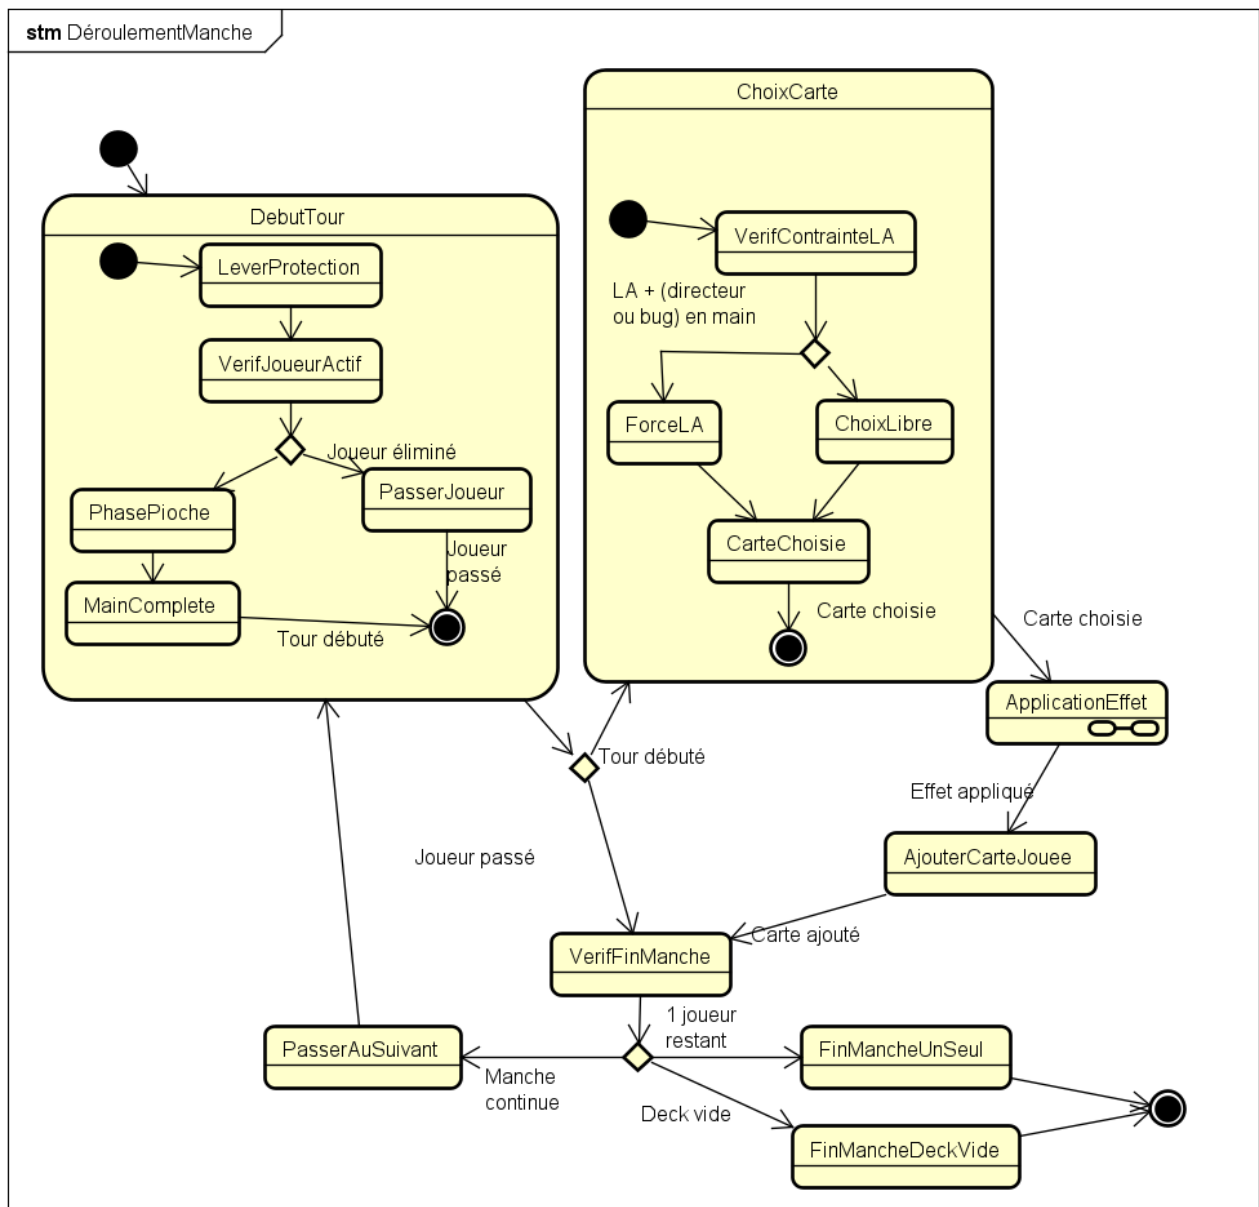 stm DéroulementManche
ChoixCarte
DebutTour
LeverProtection
VerifContrainteLA
LA + (directeur
ou bug) en main
VerifJoueurActif
ForceLA
ChoixLibre
Joueur éliminé
PasserJoueur
PhasePioche
CarteChoisie
Joueur
passé
MainComplete
Tour débuté
Carte choisie
Carte choisie
ApplicationEffet
Tour débuté
Effet appliqué
Joueur passé
AjouterCarteJouee
Carte ajouté
VerifFinManche
1 joueur
restant
PasserAuSuivant
FinMancheUnSeul
Manche
continue
Deck vide
FinMancheDeckVide